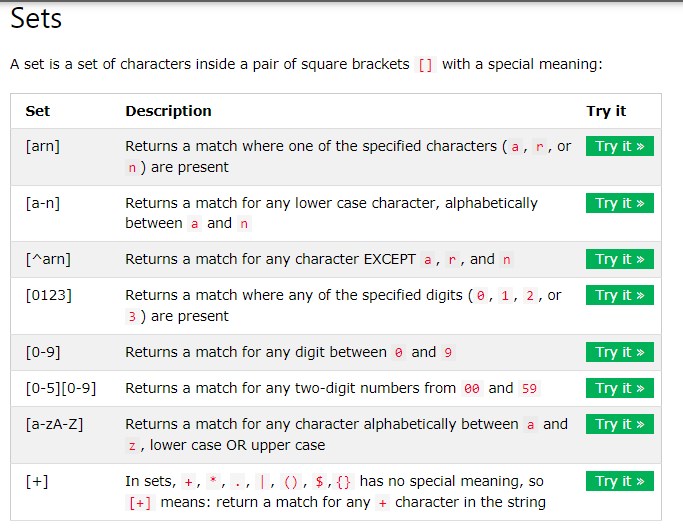 Sets
A set is a set of characters inside a pair of square brackets [] with a special meaning:
Set Description Try it
[arn] Returns a match where one of the specified characters ( a , r , or Try it »
n ) are present
[a-n] Returns a match for any lower case character, alphabetically Try it »
between a and n
[^arn] Returns a match for any character EXCEPT a , r , and n Try it »
[0123] Returns a match where any of the specified digits ( 0 , 1 , 2 , or Try it »
3 ) are present
[0-9] Returns a match for any digit between 0 and 9 Try it »
[0-5][0-9] Returns a match for any two-digit numbers from 00 and 59 Try it »
[a-zA-Z] Returns a match for any character alphabetically between a and Try it »
z , lower case OR upper case
[+] In sets, + , * , . , | , () , $ , {} has no special meaning, so Try it »
[+] means: return a match for any + character in the string